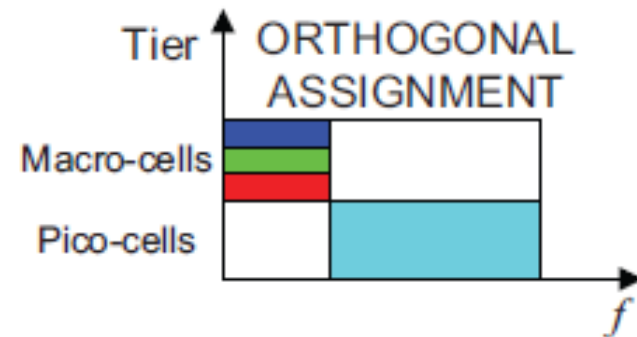 Tier
ORTHOGONAL
ASSIGNMENT
Macro-cells
Pico-cells
f